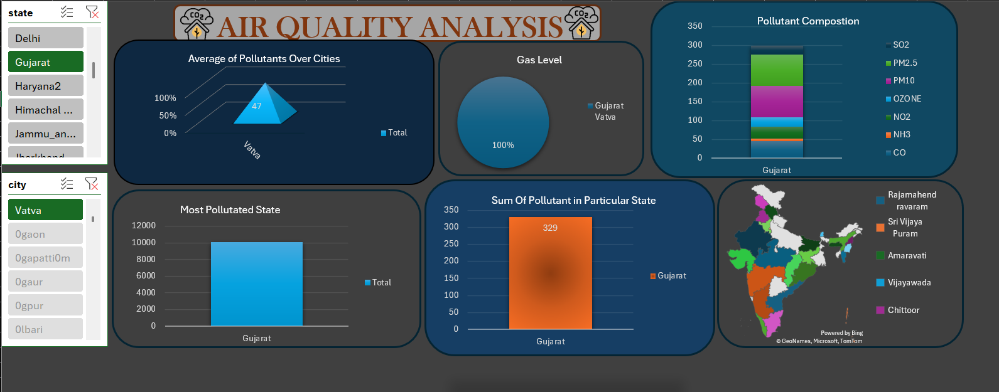 state
Delhi
Gujarat
Haryana2
Himachal ...
Jammu_an...
city
Vatva
0gaon
0gapatti0m
0gaur
0gpur
0lbari
CO2
AIR QUALITY ANALYSIS
CO2
Average of Pollutants Over Cities
100%
50%
0%
47
Vatva
Total
Gas Level
100%
Gujarat
Vatva
Pollutant Compostion
350
300
250
200
150
100
50
0
Gujarat
SO2
PM2.5
PM10
OZONE
NO2
NH3
CO
Most Pollutated State
12000
10000
8000
6000
4000
2000
0
Gujarat
Total
Sum Of Pollutant in Particular State
350
300
250
200
150
100
50
0
329
Gujarat
Gujarat
Rajamahend
ravaram
Sri Vijaya
Puram
Amaravati
Vijayawada
Chittoor
Powered by Bing
© GeoNames, Microsoft, TomTom